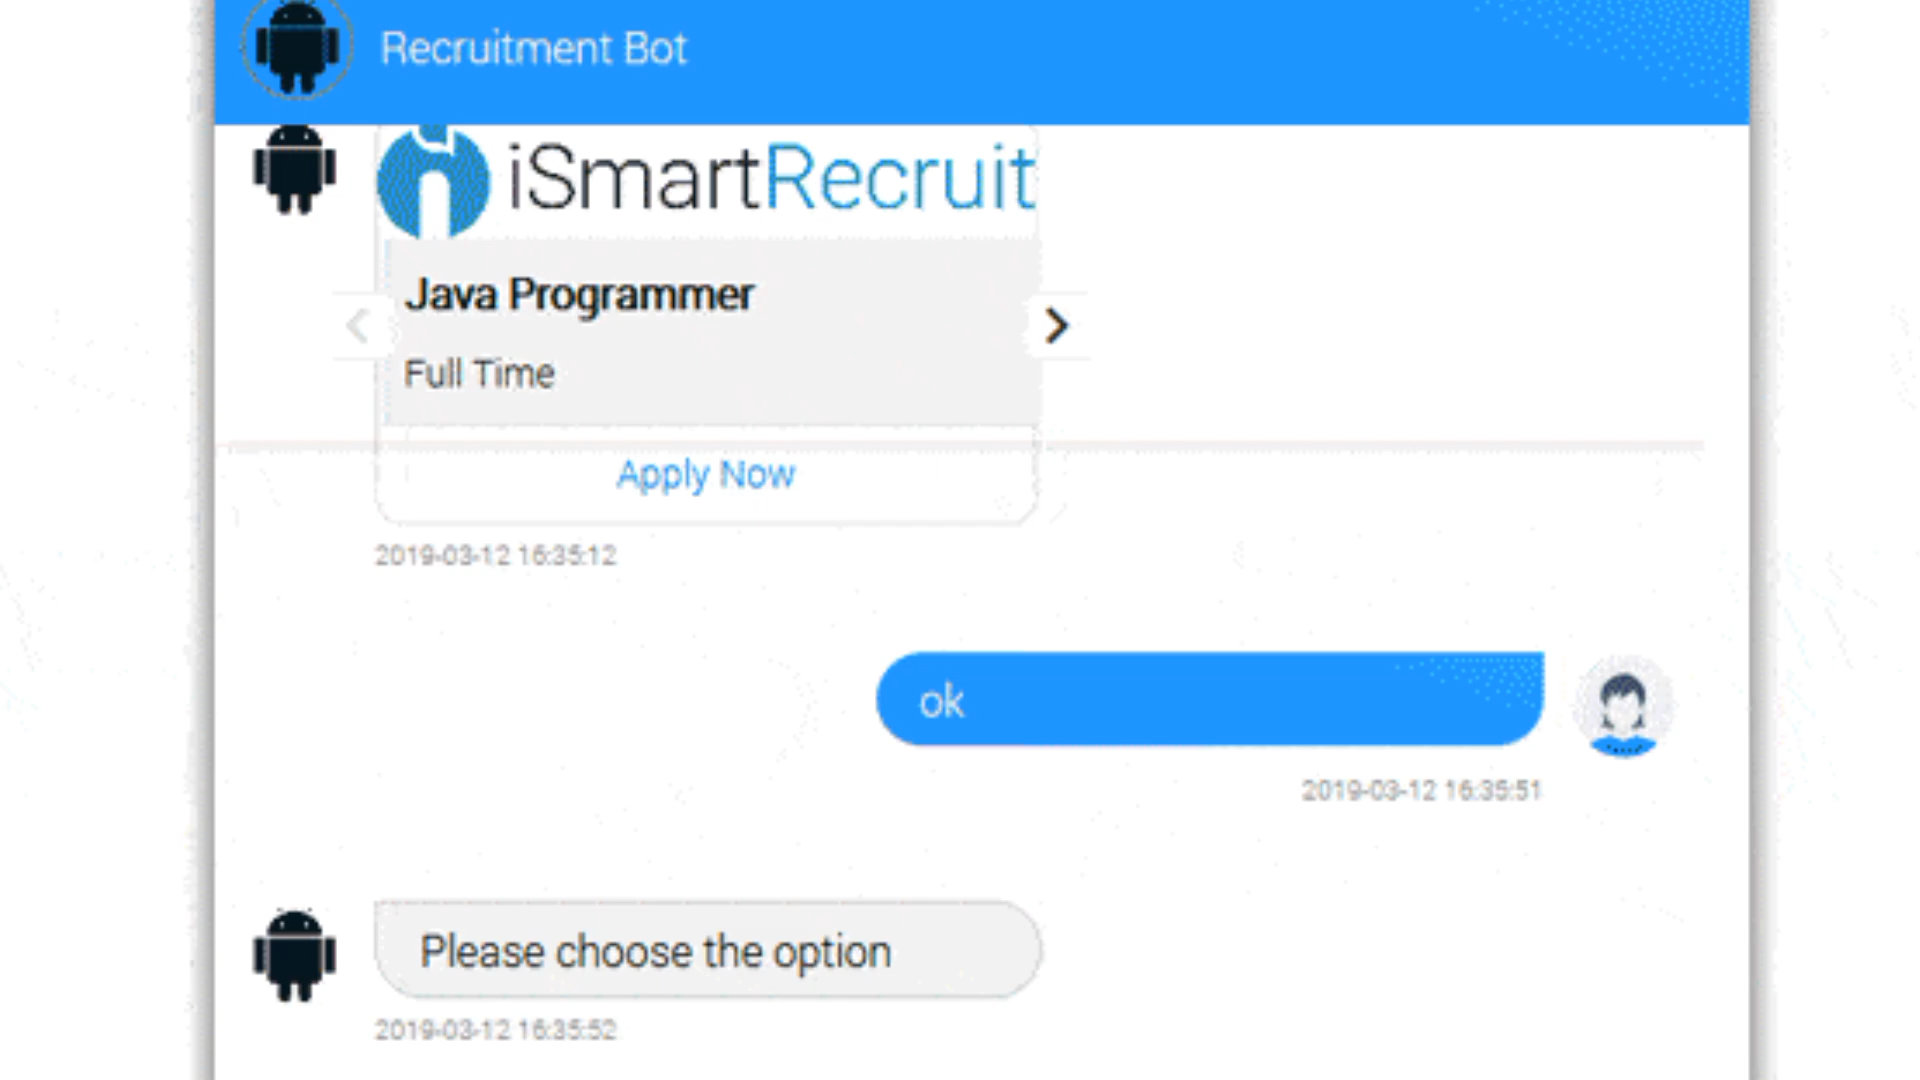 Recruitment Bot
iSmartRecruit
Java Programmer
Full Time
Apply Now
2019-03-12 16:35:12
ok
2019-03-12 16:35:51
Please choose the option
2019-03-12 16:35:52